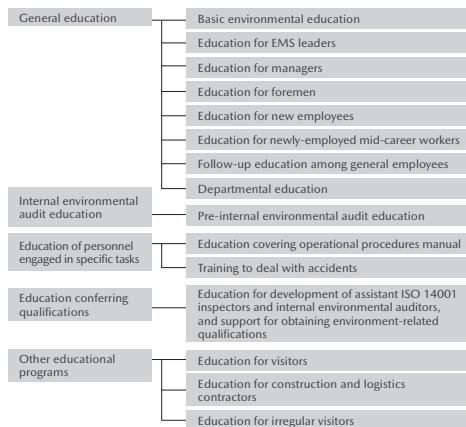 General education
Basic environmental education
Education for EMS leaders
Education for managers
Education for foremen
Education for new employees
Education for newly-employed mid-career workers
Follow-up education among general employees
Departmental education
Internal environmental
audit education
Pre-internal environmental audit education
Education of personnel
engaged in specific tasks
Education covering operational procedures manual
Training to deal with accidents
Education conferring
qualifications
Education for development of assistant ISO 14001
inspectors and internal environmental auditors,
and support for obtaining environment-related
qualifications
Other educational
programs
Education for visitors
Education for construction and logistics
contractors
Education for irregular visitors